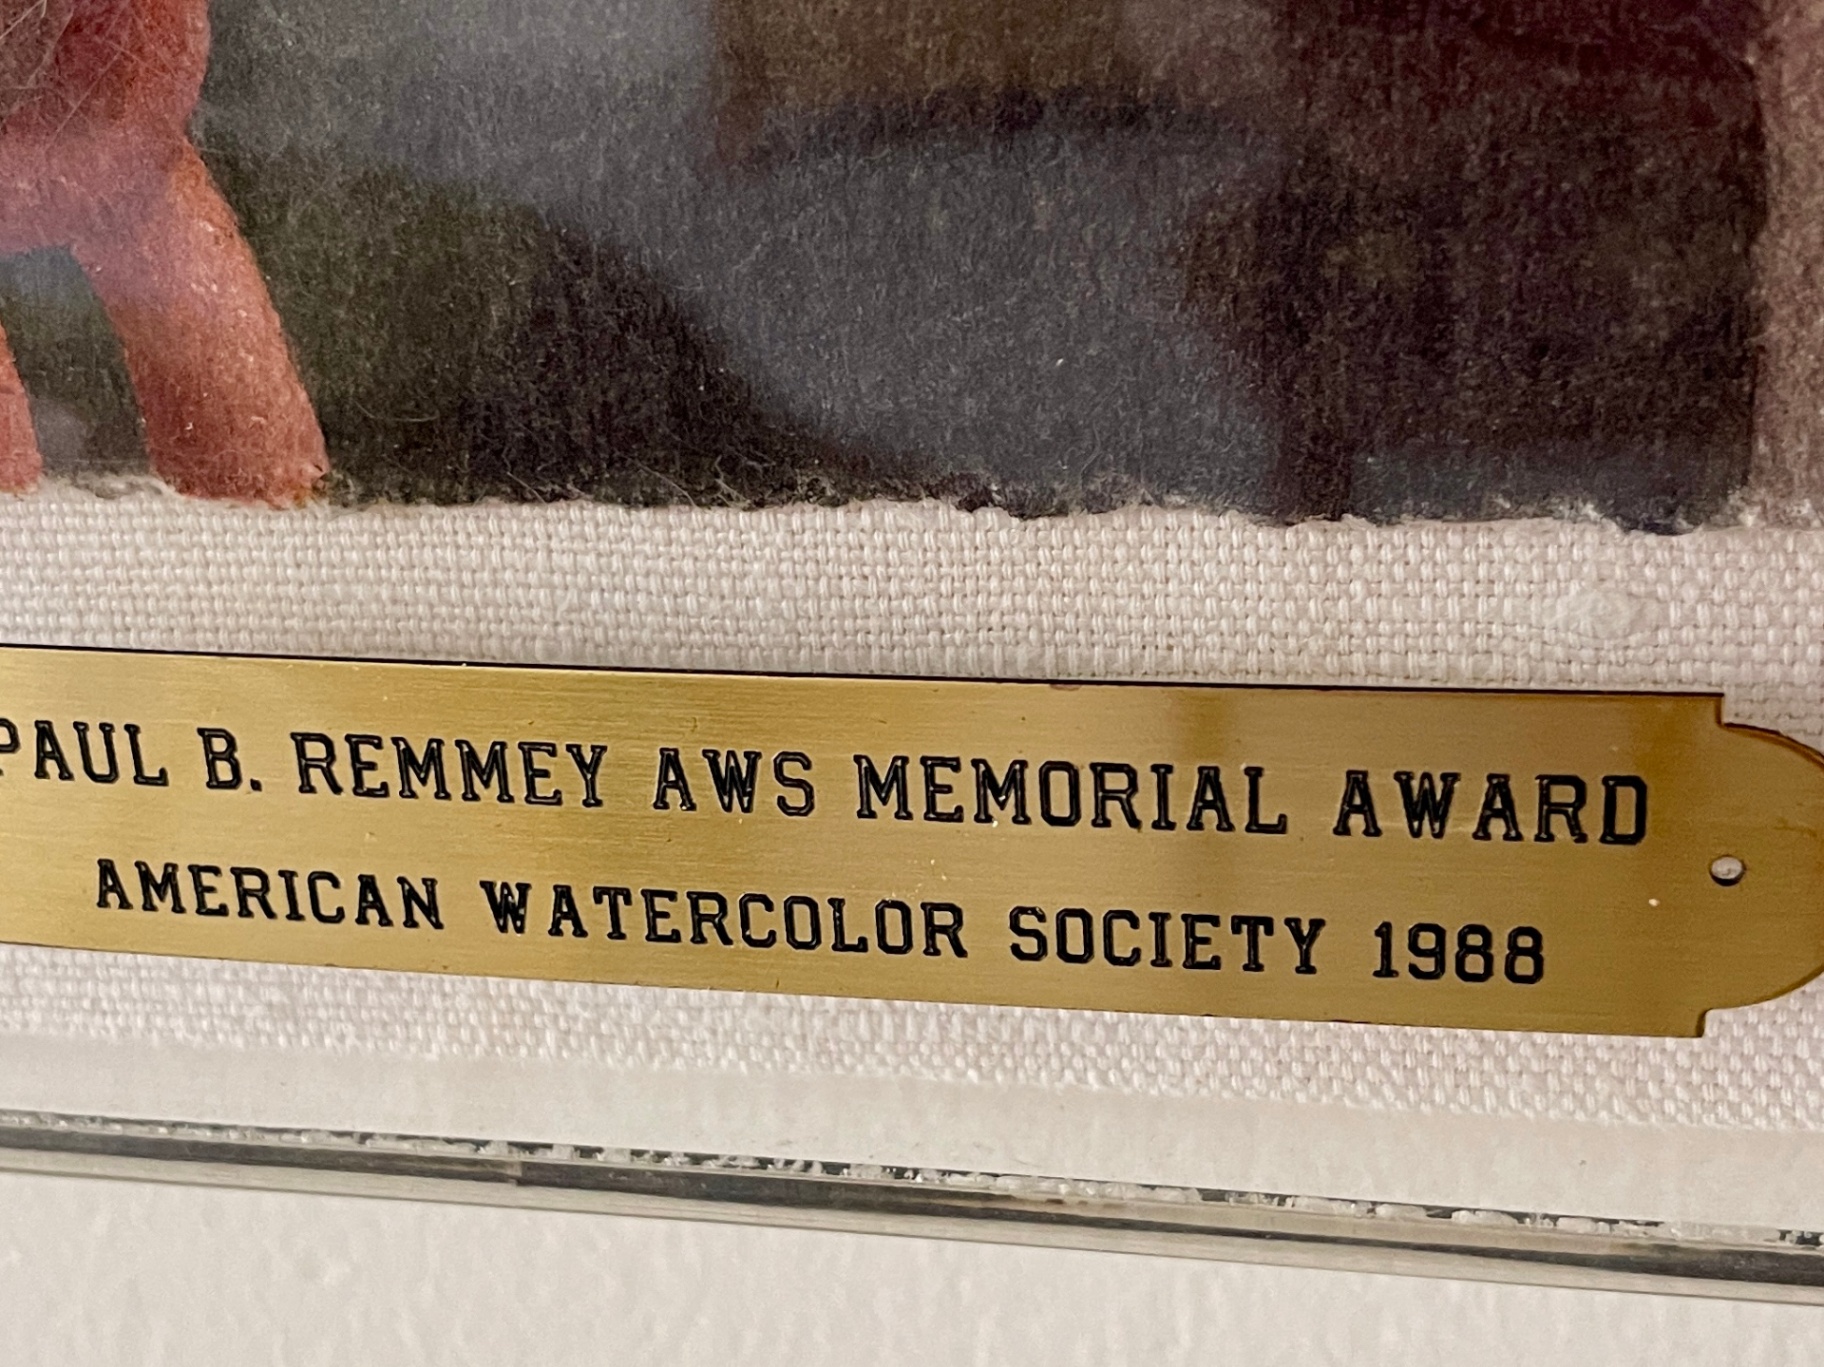 PAUL B. REMMEY AWS MEMORIAL AWARD
AMERICAN WATERCOLOR SOCIETY 1988